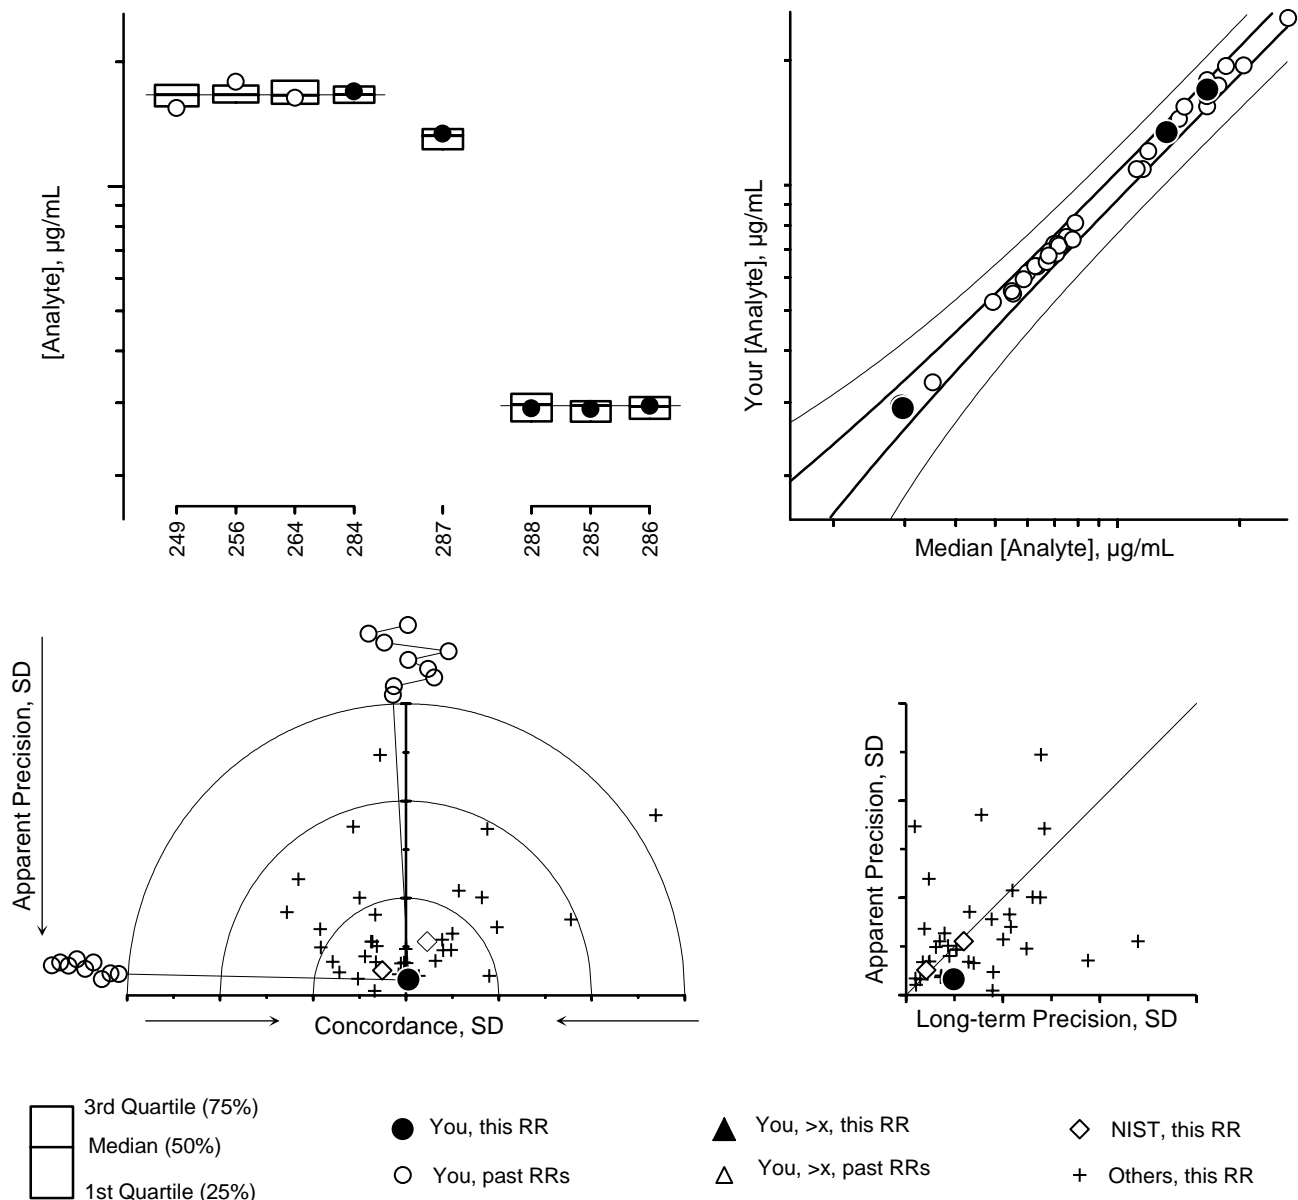 [Analyte], µg/mL
249
256
264
284
287
288
285
286
Your [Analyte], µg/mL
Median [Analyte], µg/mL
Apparent Precision, SD
Concordance, SD
Apparent Precision, SD
Long-term Precision, SD
3rd Quartile (75%)
Median (50%)
1st Quartile (25%)
You, this RR
You, past RRs
You, >x, this RR
You, >x, past RRs
NIST, this RR
Others, this RR